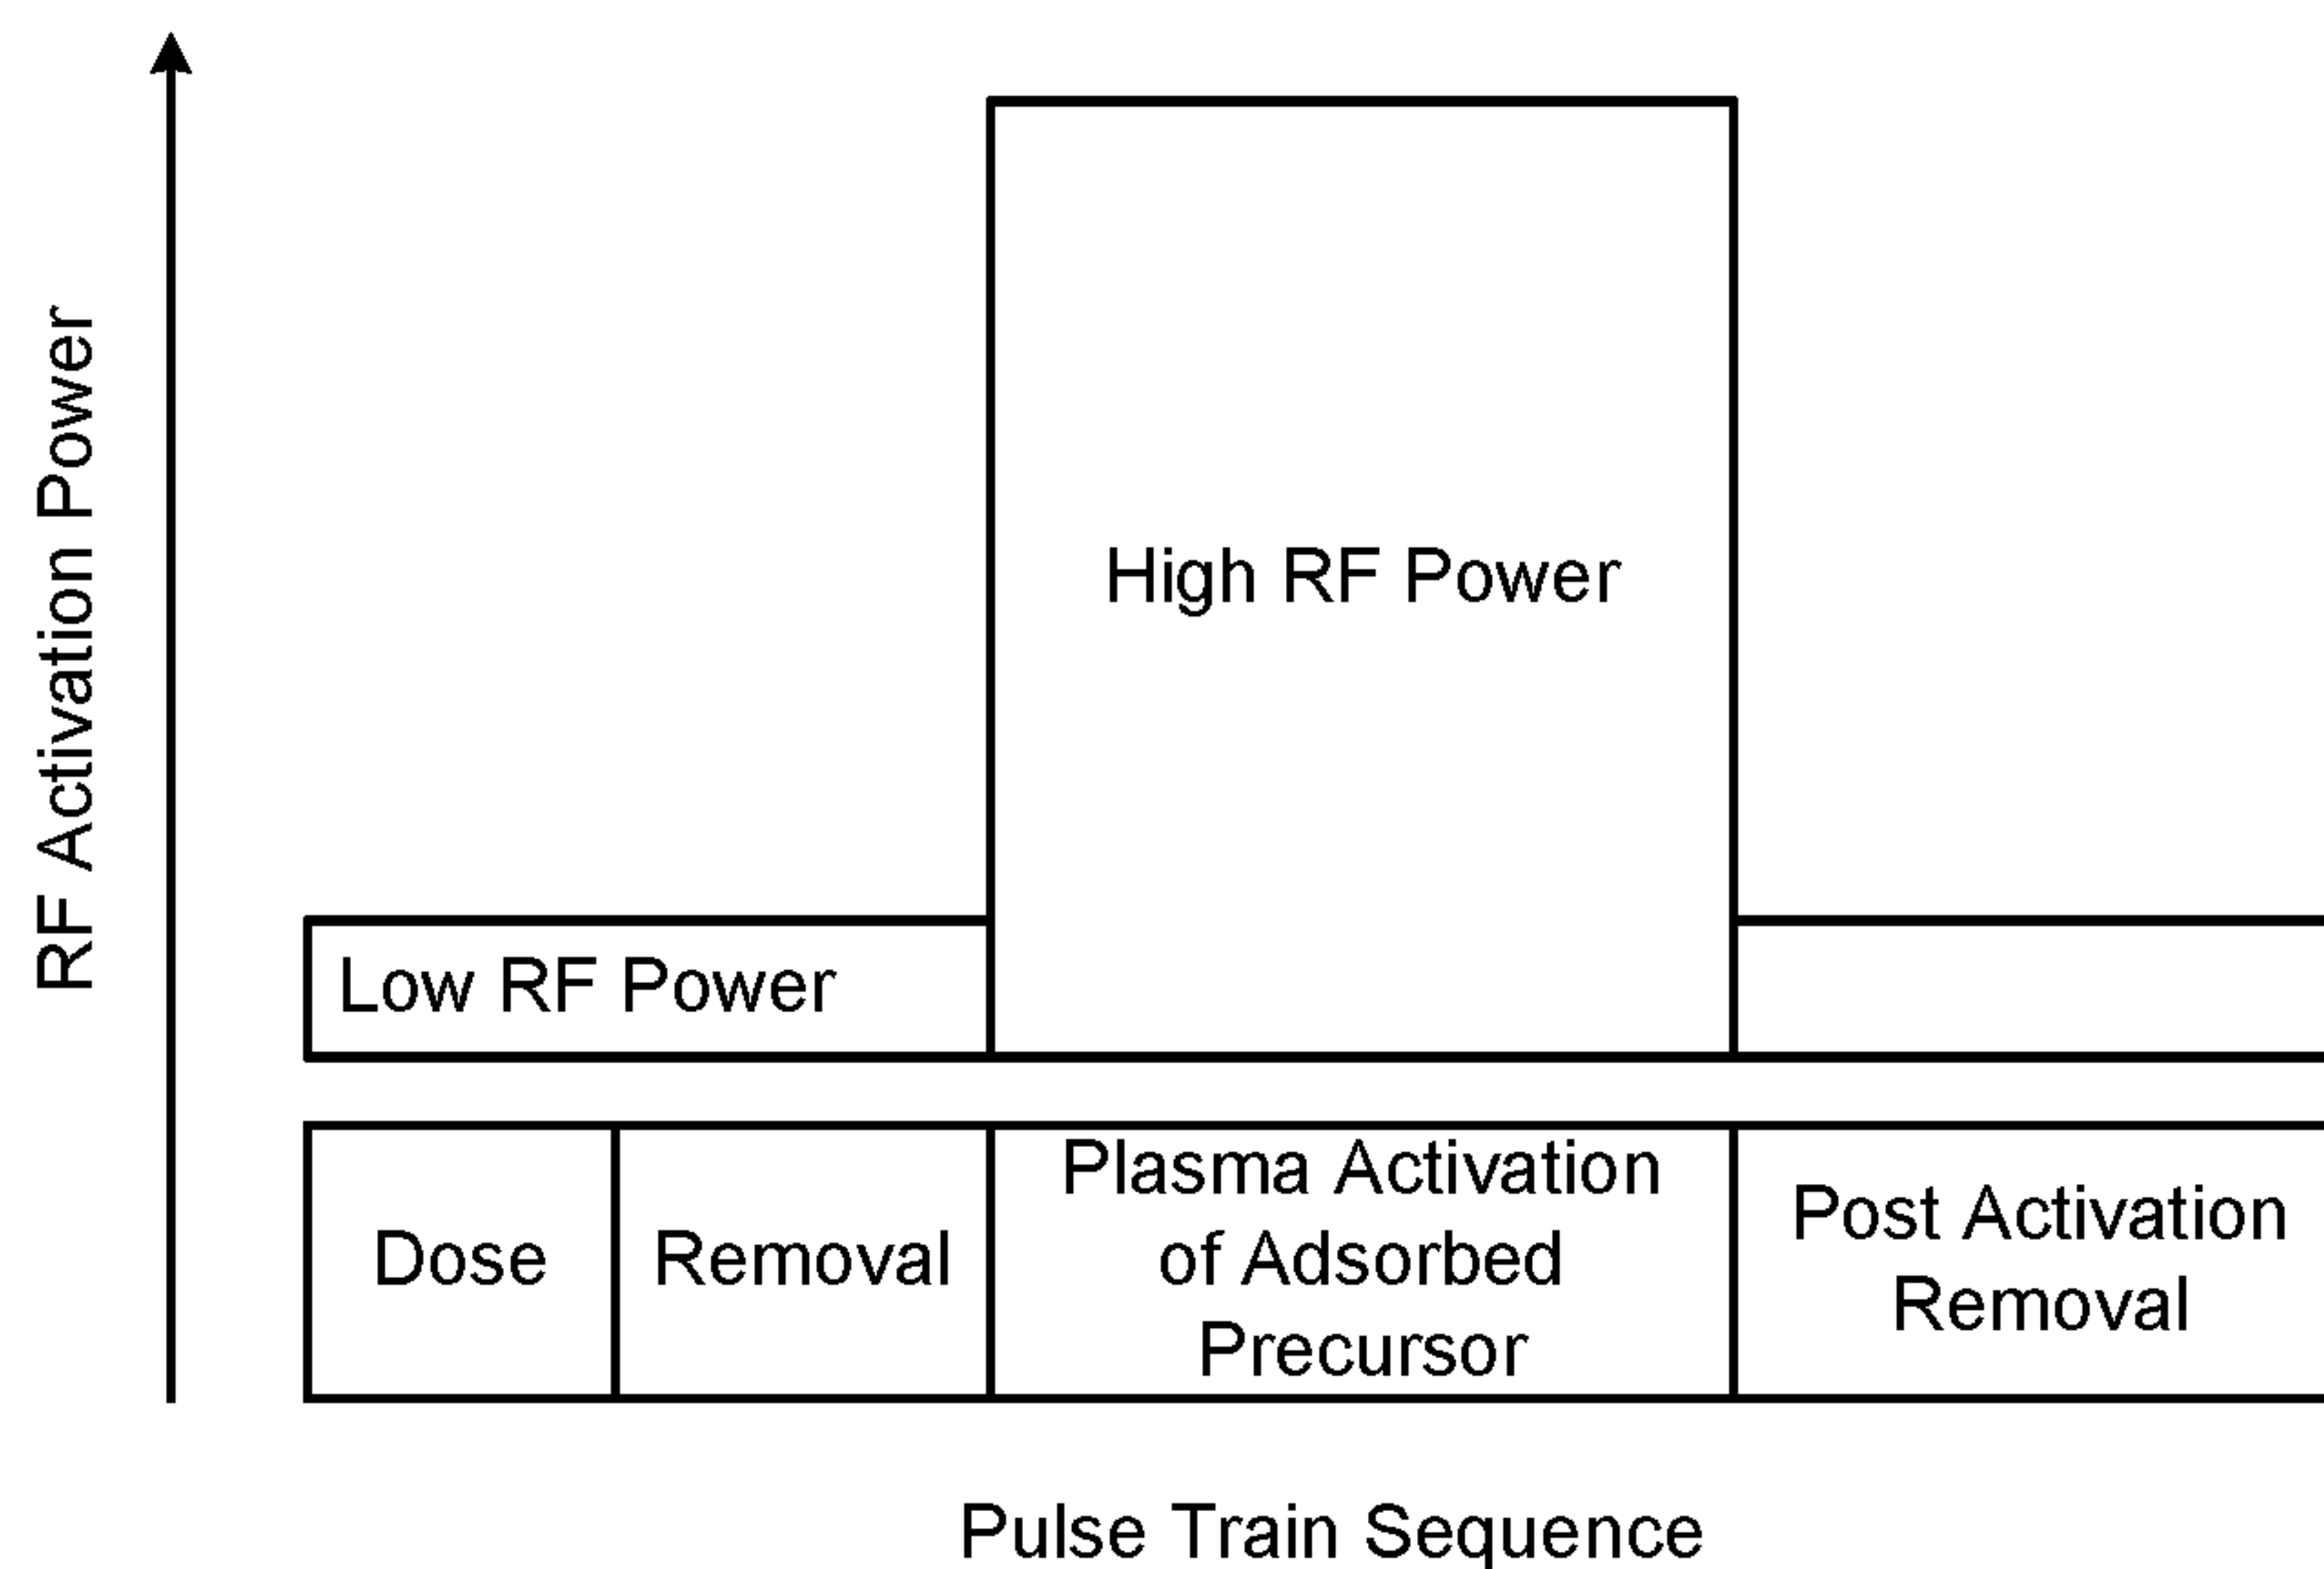 RF Activation Power
High RF Power
Low RF Power
Dose
Removal
Plasma Activation
of Adsorbed
Precursor
Post Activation
Removal
Pulse Train Sequence